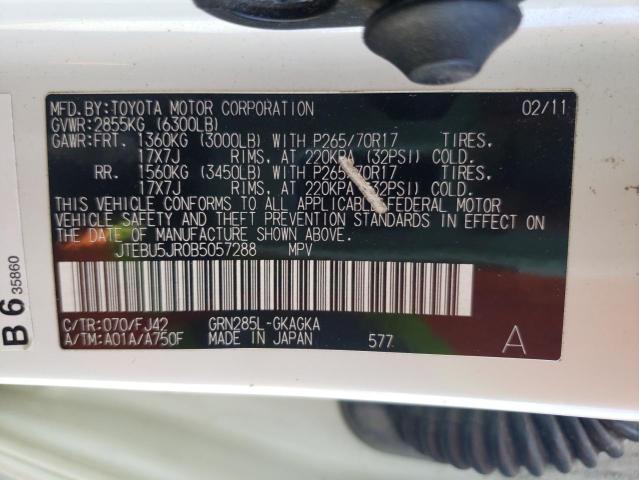 MFD.BY:TOYOTA MOTOR CORPORATION 02/11
GVWR:2855KG (6300LB)
GAWR:FRT. 1360KG (3000LB) WITH P265/70R17 TIRES.
17X7J RIMS, AT 220KPA (32PSI) COLD.
RR. 1560KG (3450LB) WITH P265/70R17 TIRES.
17X7J RIMS, AT 220KPA (32PSI) COLD.
THIS VEHICLE CONFORMS TO ALL APPLICABLE FEDERAL MOTOR
VEHICLE SAFETY AND THEFT PREVENTION STANDARDS IN EFFECT ON
THE DATE OF MANUFACTURE SHOWN ABOVE.
JTEBU5JR0B5057288 MPV
C/TR:070/FJ42 GRN285L-GKAGKA
A/TM:A01A/A750F MADE IN JAPAN 577 A
B 6 35860